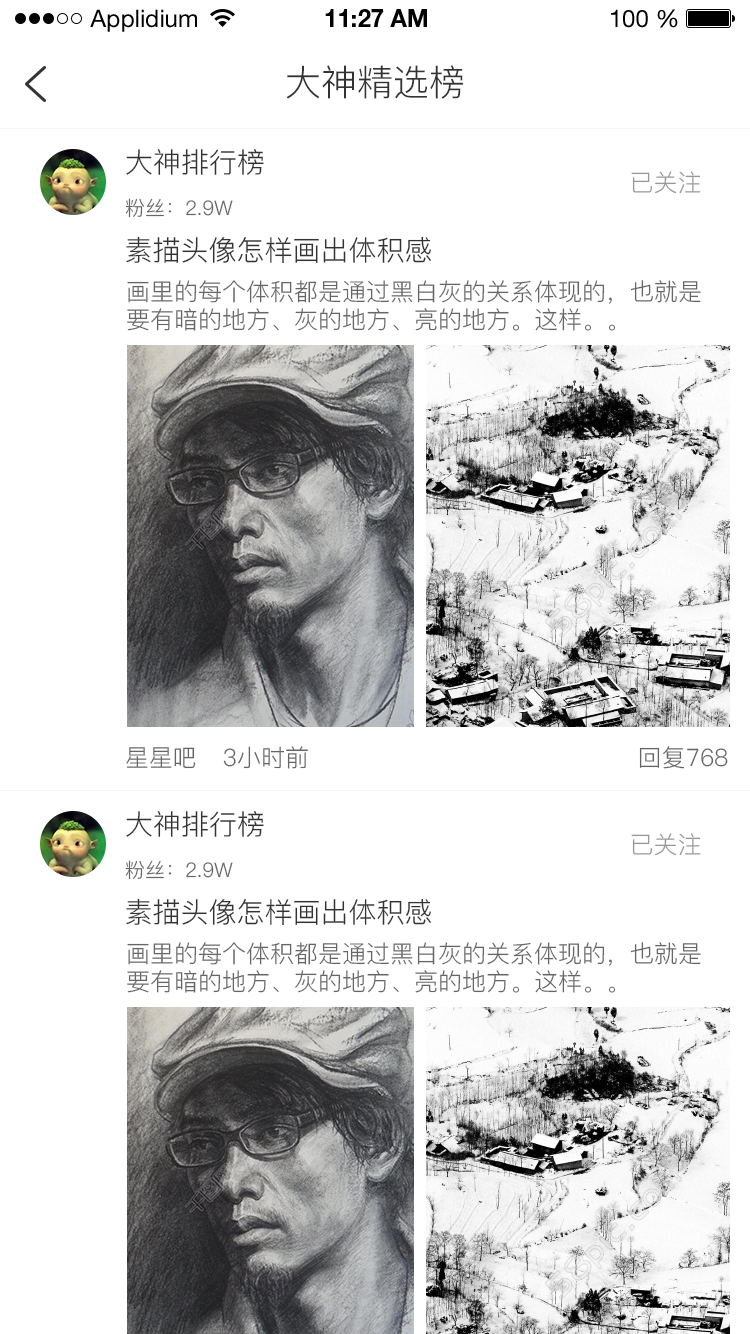 Applidium 11:27 AM 100 %
大神精选榜
大神排行榜
已关注
粉丝：2.9W
素描头像怎样画出体积感
画里的每个体积都是通过黑白灰的关系体现的，也就是
要有暗的地方、灰的地方、亮的地方。这样。。
星星吧 3小时前 回复768
大神排行榜
已关注
粉丝：2.9W
素描头像怎样画出体积感
画里的每个体积都是通过黑白灰的关系体现的，也就是
要有暗的地方、灰的地方、亮的地方。这样。。